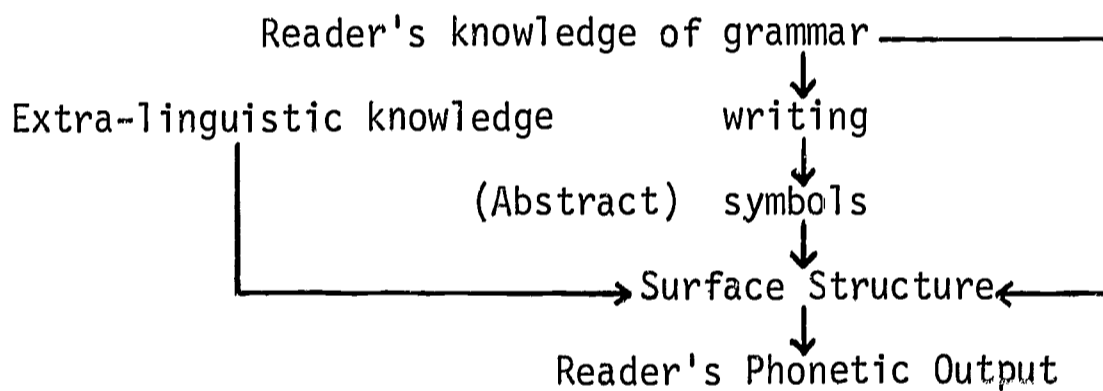 Reader's knowledge of grammar
Extra-linguistic knowledge writing
(Abstract) symbols
Surface Structure
Reader's Phonetic Output